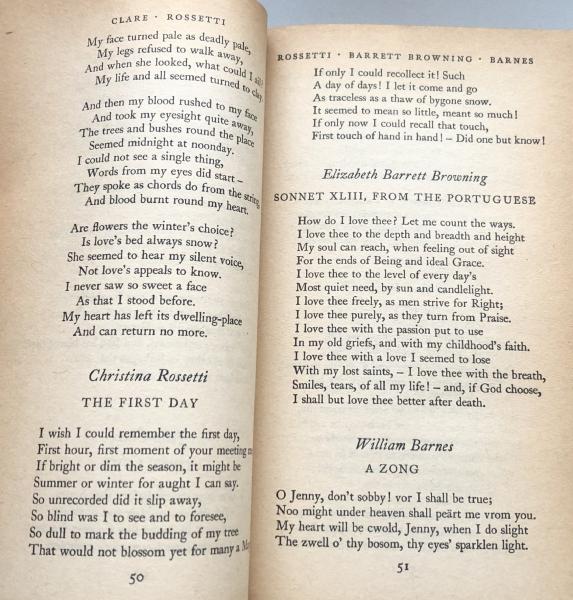 CLARE · ROSSETTI
My face turned pale as deadly pale,
My legs refused to walk away,
And when she looked, what could I ail?
My life and all seemed turned to clay.
And then my blood rushed to my face
And took my eyesight quite away,
The trees and bushes round the place
Seemed midnight at noonday.
I could not see a single thing,
Words from my eyes did start –
They spoke as chords do from the string,
And blood burnt round my heart.
Are flowers the winter's choice?
Is love's bed always snow?
She seemed to hear my silent voice,
Not love's appeals to know.
I never saw so sweet a face
As that I stood before.
My heart has left its dwelling-place
And can return no more.
Christina Rossetti
THE FIRST DAY
I wish I could remember the first day,
First hour, first moment of your meeting
If bright or dim the season, it might be
Summer or winter for aught I can say.
So unrecorded did it slip away,
So blind was I to see and to foresee,
So dull to mark the budding of my tree
That would not blossom yet for many a
50
ROSSETTI · BARRETT BROWNING · BARNES
If only I could recollect it! Such
A day of days! I let it come and go
As traceless as a thaw of bygone snow.
It seemed to mean so little, meant so much!
If only now I could recall that touch,
First touch of hand in hand! – Did one but know!
Elizabeth Barrett Browning
SONNET XLIII, FROM THE PORTUGUESE
How do I love thee? Let me count the ways.
I love thee to the depth and breadth and height
My soul can reach, when feeling out of sight
For the ends of Being and ideal Grace.
I love thee to the level of every day's
Most quiet need, by sun and candlelight.
I love thee freely, as men strive for Right;
I love thee purely, as they turn from Praise.
I love thee with the passion put to use
In my old griefs, and with my childhood's faith.
I love thee with a love I seemed to lose
With my lost saints, – I love thee with the breath,
Smiles, tears, of all my life! – and, if God choose,
I shall but love thee better after death.
William Barnes
A ZONG
O Jenny, don't sobby! vor I shall be true;
Noo might under heaven shall peärt me vrom you.
My heart will be cwold, Jenny, when I do slight
The zwell o' thy bosom, thy eyes' sparklen light.
51